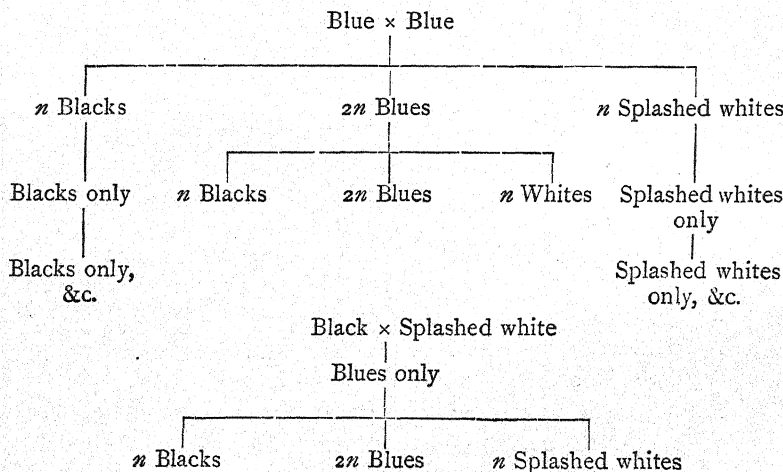 Blue × Blue
n Blacks 2n Blues n Splashed whites
Blacks only n Blacks 2n Blues n Whites Splashed whites
only
Blacks only, Splashed whites
&c. only, &c.
Black × Splashed white
Blues only
n Blacks 2n Blues n Splashed whites